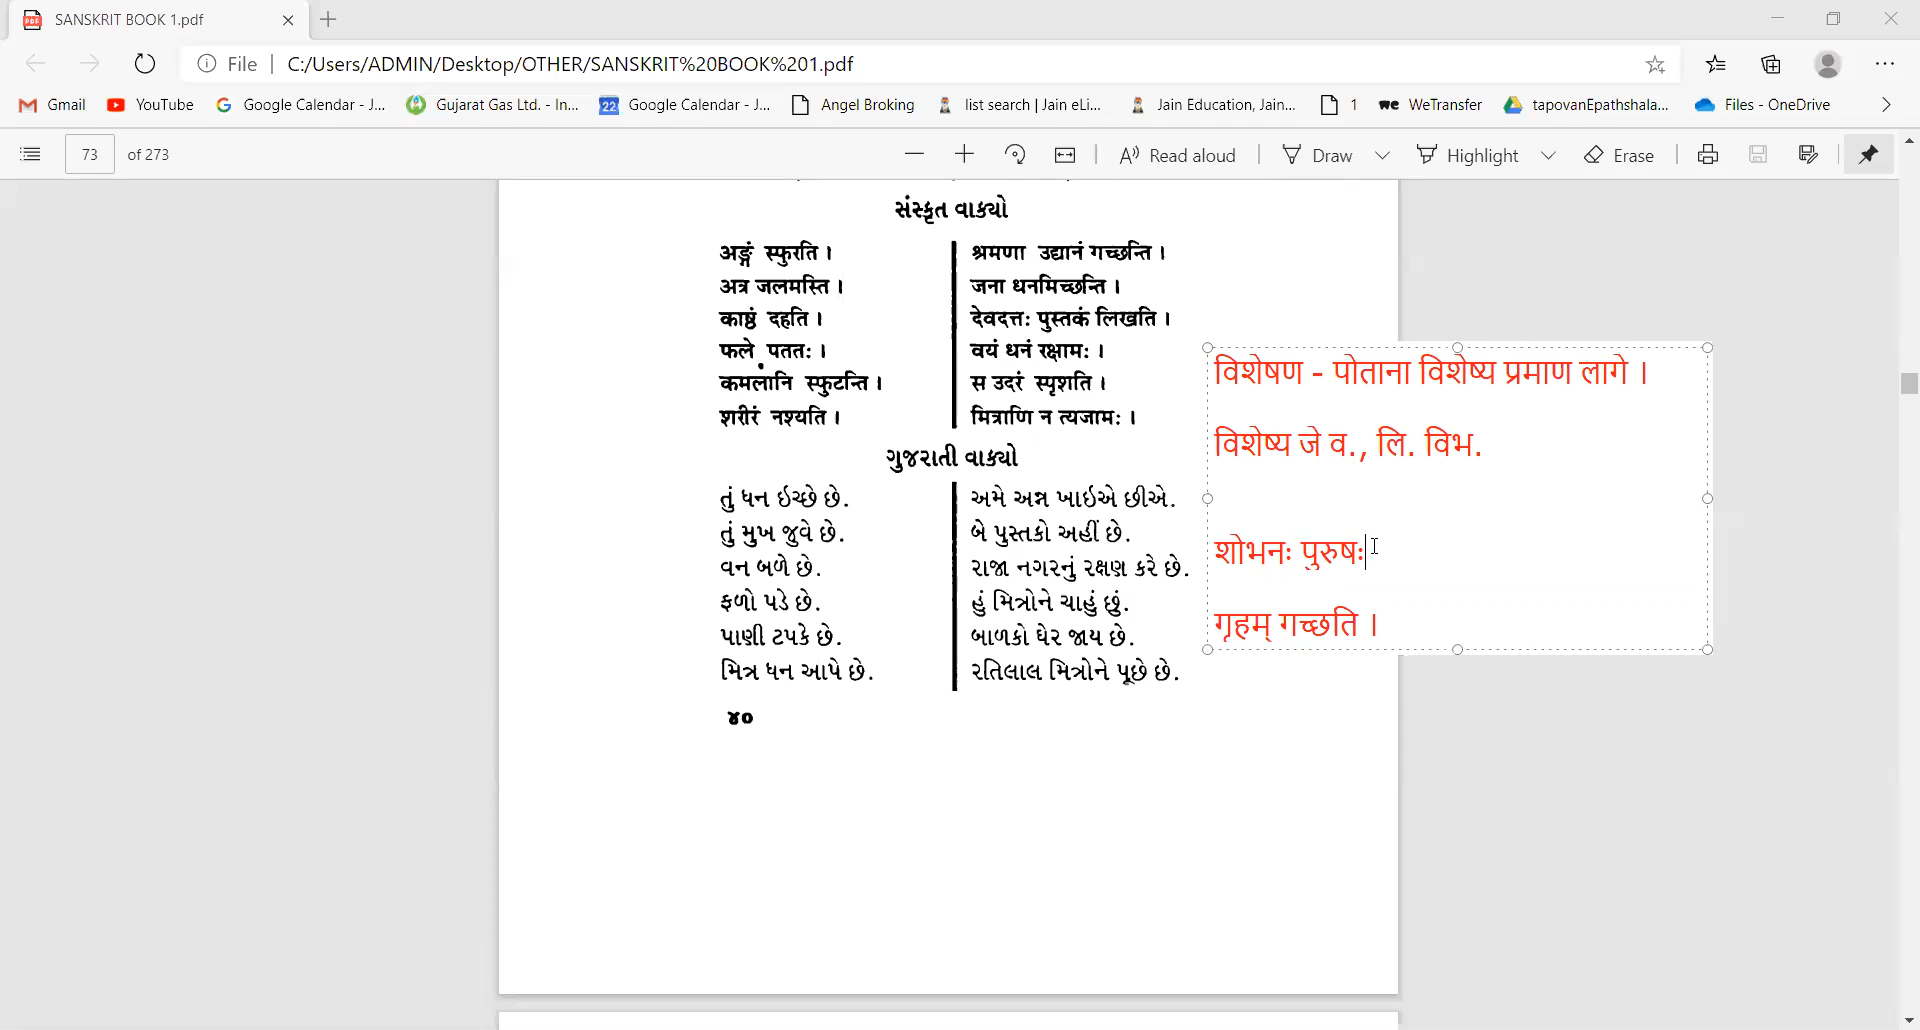 SANSKRIT BOOK 1.pdf
File | C:/Users/ADMIN/Desktop/OTHER/SANSKRIT%20BOOK%201.pdf
Gmail YouTube Google Calendar - J... Gujarat Gas Ltd. - In... Google Calendar - J... Angel Broking list search | Jain eLi... Jain Education, Jain... 1 WeTransfer tapovanEpathshala... Files - OneDrive
73 of 273 Read aloud Draw Highlight Erase
સંસ્કૃત વાક્યો
अङ्गं स्फुरति ।
अत्र जलमस्ति ।
काष्ठं दहति ।
फले पततः ।
कमलानि स्फुटन्ति ।
शरीरं नश्यति ।
श्रमणा उद्यानं गच्छन्ति ।
जना धनमिच्छन्ति ।
देवदत्तः पुस्तकं लिखति ।
वयं धनं रक्षामः ।
स उदरं स्पृशति ।
मित्राणि न त्यजामः ।
ગુજરાતી વાક્યો
તું ધન ઇચ્છે છે.
તું મુખ જુવે છે.
વન બળે છે.
ફળો પડે છે.
પાણી ટપકે છે.
મિત્ર ધન આપે છે.
અમે અન્ન ખાઇએ છીએ.
બે પુસ્તકો અહીં છે.
રાજા નગરનું રક્ષણ કરે છે.
હું મિત્રોને ચાહું છું.
બાળકો ઘેર જાય છે.
રતિલાલ મિત્રોને પૂછે છે.
૪૦
विशेषण - पोताना विशेष्य प्रमाण लागे ।
विशेष्य जे व., लि. विभ.
शोभनः पुरुषः
गृहम् गच्छति ।